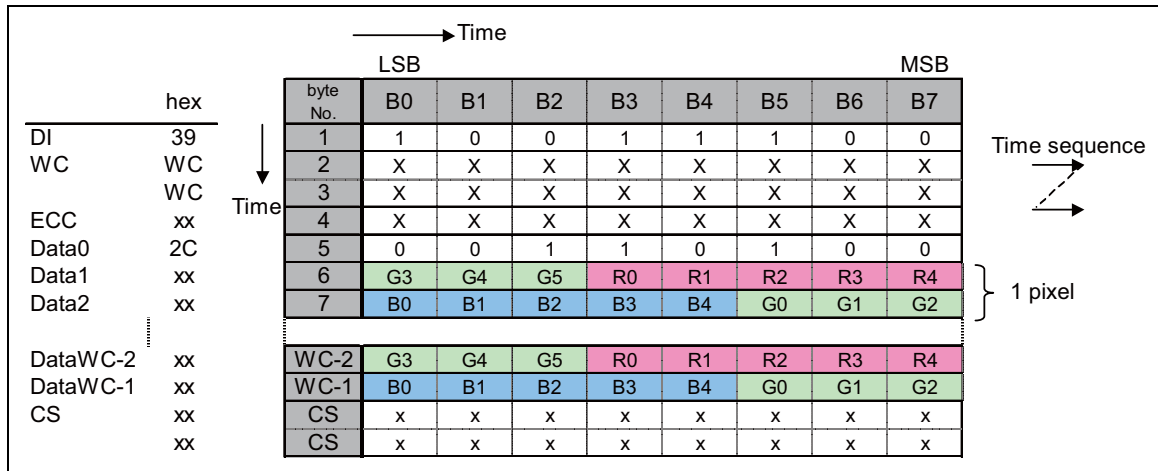 Time
LSB MSB
hex byte No. B0 B1 B2 B3 B4 B5 B6 B7
DI 39 1 1 0 0 1 1 1 0 0
Time sequence
WC WC 2 X X X X X X X X
WC 3 X X X X X X X X
Time
ECC xx 4 X X X X X X X X
Data0 2C 5 0 0 1 1 0 1 0 0
Data1 xx 6 G3 G4 G5 R0 R1 R2 R3 R4
1 pixel
Data2 xx 7 B0 B1 B2 B3 B4 G0 G1 G2
DataWC-2 xx WC-2 G3 G4 G5 R0 R1 R2 R3 R4
DataWC-1 xx WC-1 B0 B1 B2 B3 B4 G0 G1 G2
CS xx CS x x x x x x x x
xx CS x x x x x x x x